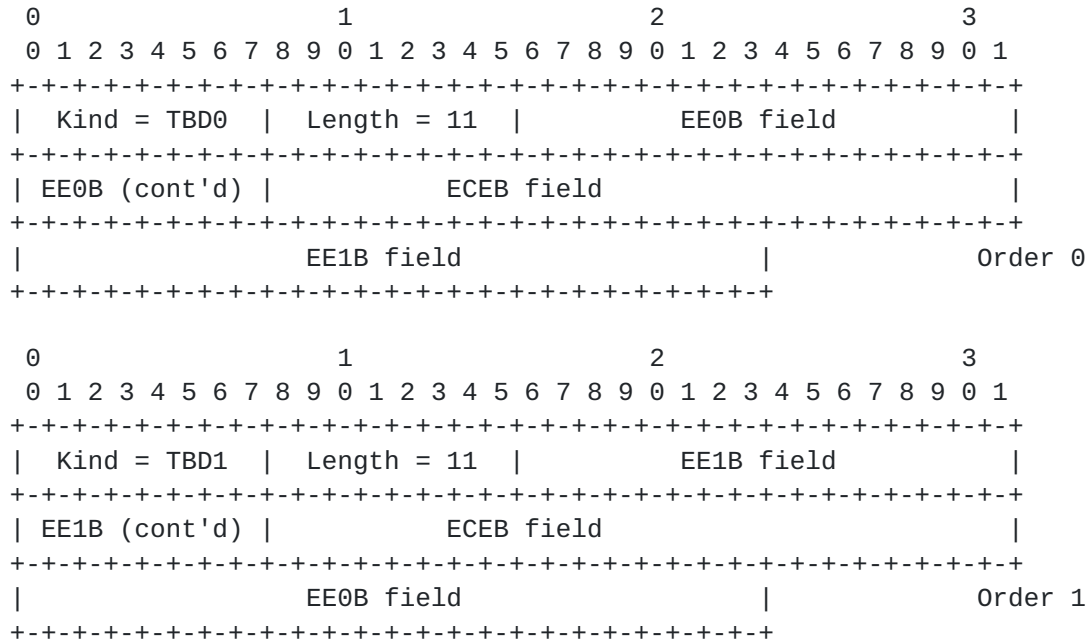 0                   1                   2                   3
 0 1 2 3 4 5 6 7 8 9 0 1 2 3 4 5 6 7 8 9 0 1 2 3 4 5 6 7 8 9 0 1
+-+-+-+-+-+-+-+-+-+-+-+-+-+-+-+-+-+-+-+-+-+-+-+-+-+-+-+-+-+-+-+-+
|  Kind = TBD0  |  Length = 11  |          EE0B field           |
+-+-+-+-+-+-+-+-+-+-+-+-+-+-+-+-+-+-+-+-+-+-+-+-+-+-+-+-+-+-+-+-+
| EE0B (cont'd) |           ECEB field                          |
+-+-+-+-+-+-+-+-+-+-+-+-+-+-+-+-+-+-+-+-+-+-+-+-+-+-+-+-+-+-+-+-+
|                  EE1B field                   |             Order 0
+-+-+-+-+-+-+-+-+-+-+-+-+-+-+-+-+-+-+-+-+-+-+-+-+

 0                   1                   2                   3
 0 1 2 3 4 5 6 7 8 9 0 1 2 3 4 5 6 7 8 9 0 1 2 3 4 5 6 7 8 9 0 1
+-+-+-+-+-+-+-+-+-+-+-+-+-+-+-+-+-+-+-+-+-+-+-+-+-+-+-+-+-+-+-+-+
|  Kind = TBD1  |  Length = 11  |          EE1B field           |
+-+-+-+-+-+-+-+-+-+-+-+-+-+-+-+-+-+-+-+-+-+-+-+-+-+-+-+-+-+-+-+-+
| EE1B (cont'd) |           ECEB field                          |
+-+-+-+-+-+-+-+-+-+-+-+-+-+-+-+-+-+-+-+-+-+-+-+-+-+-+-+-+-+-+-+-+
|                  EE0B field                   |             Order 1
+-+-+-+-+-+-+-+-+-+-+-+-+-+-+-+-+-+-+-+-+-+-+-+-+